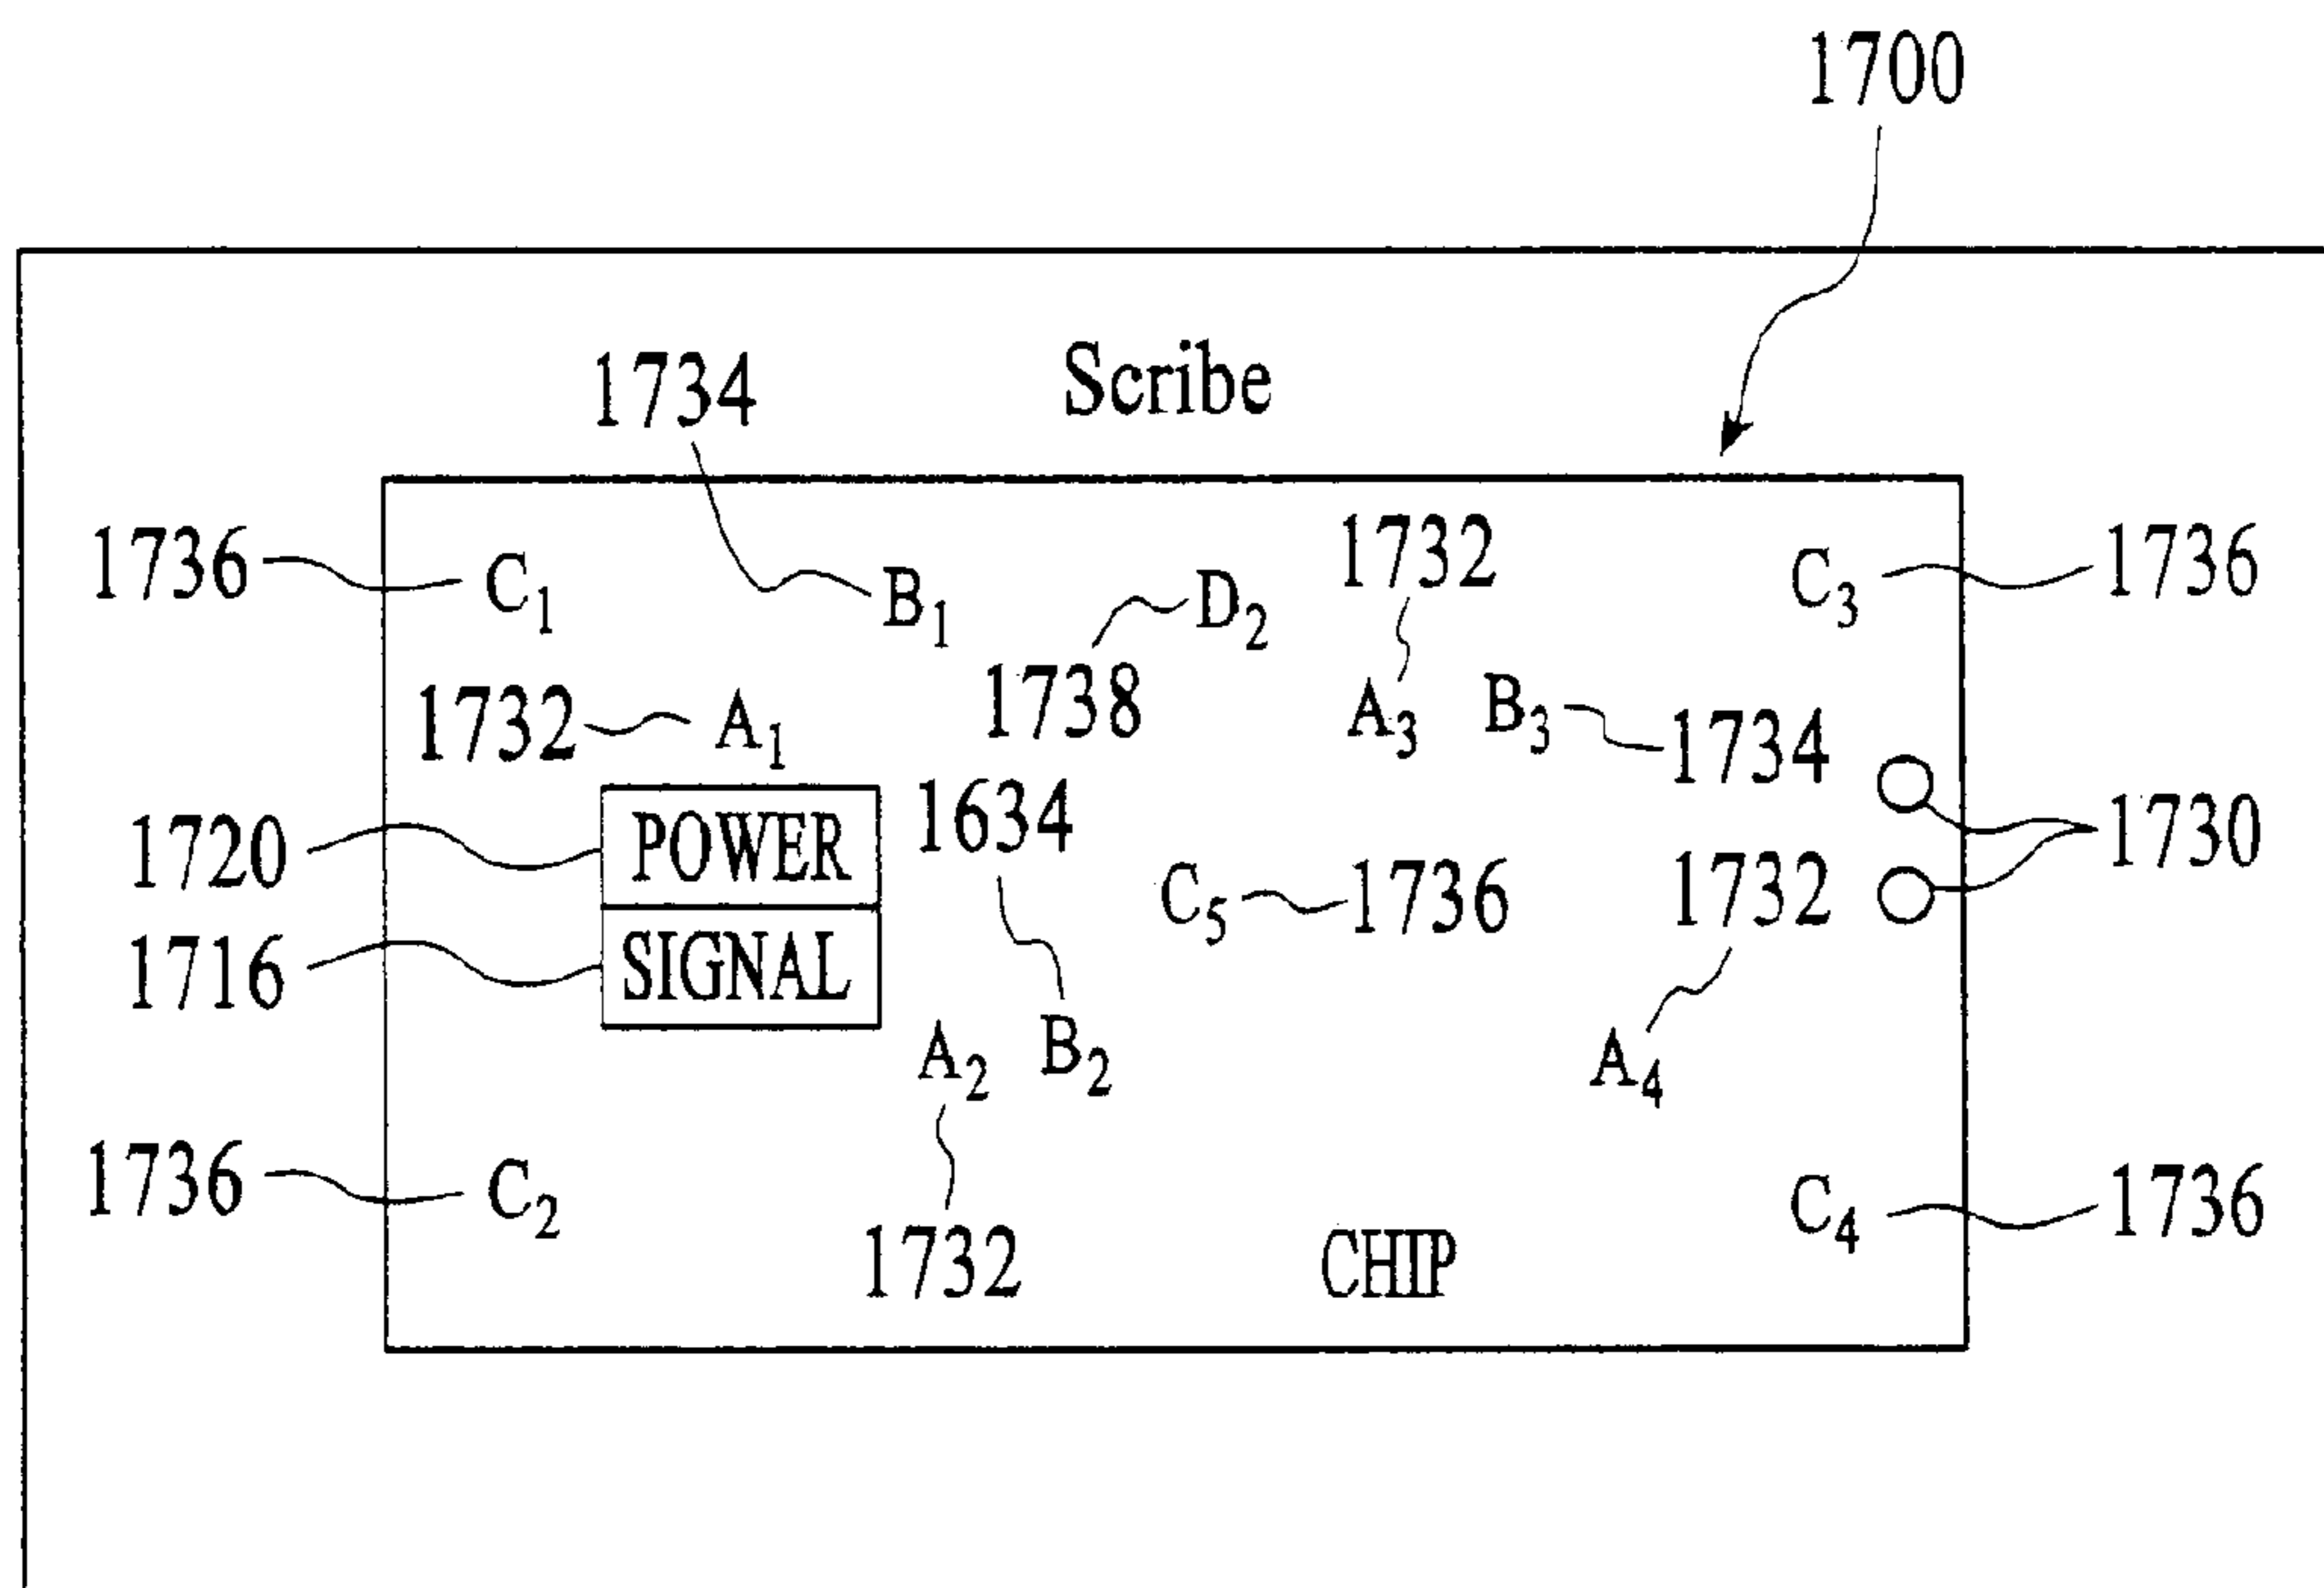 1700
Scribe
1734
1736 C1 B1 D2 1732 C3 1736
1732 A1 1738 A3 B3 1734
1720 POWER 1634 1730
C5 1736 1732
1716 SIGNAL
A2 B2 A4
1736 C2 C4 1736
1732 CHIP